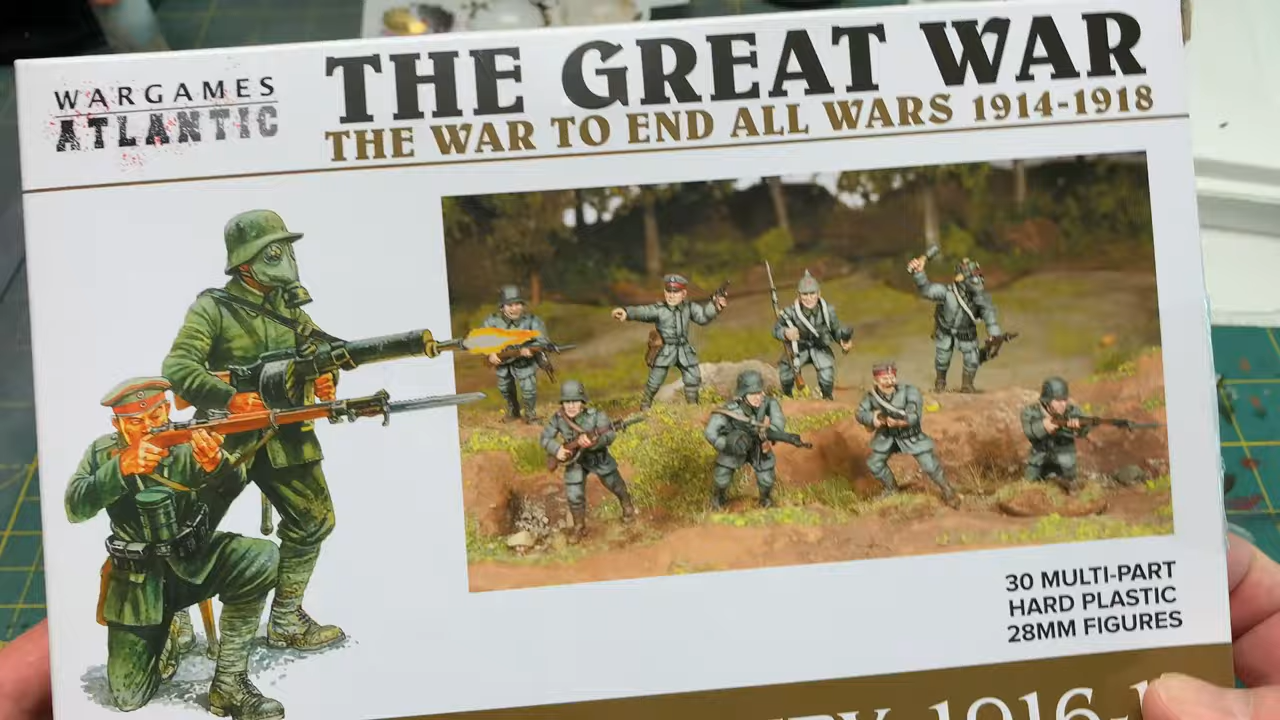 WARGAMES
ATLANTIC
THE GREAT WAR
THE WAR TO END ALL WARS 1914-1918
30 MULTI-PART
HARD PLASTIC
28MM FIGURES